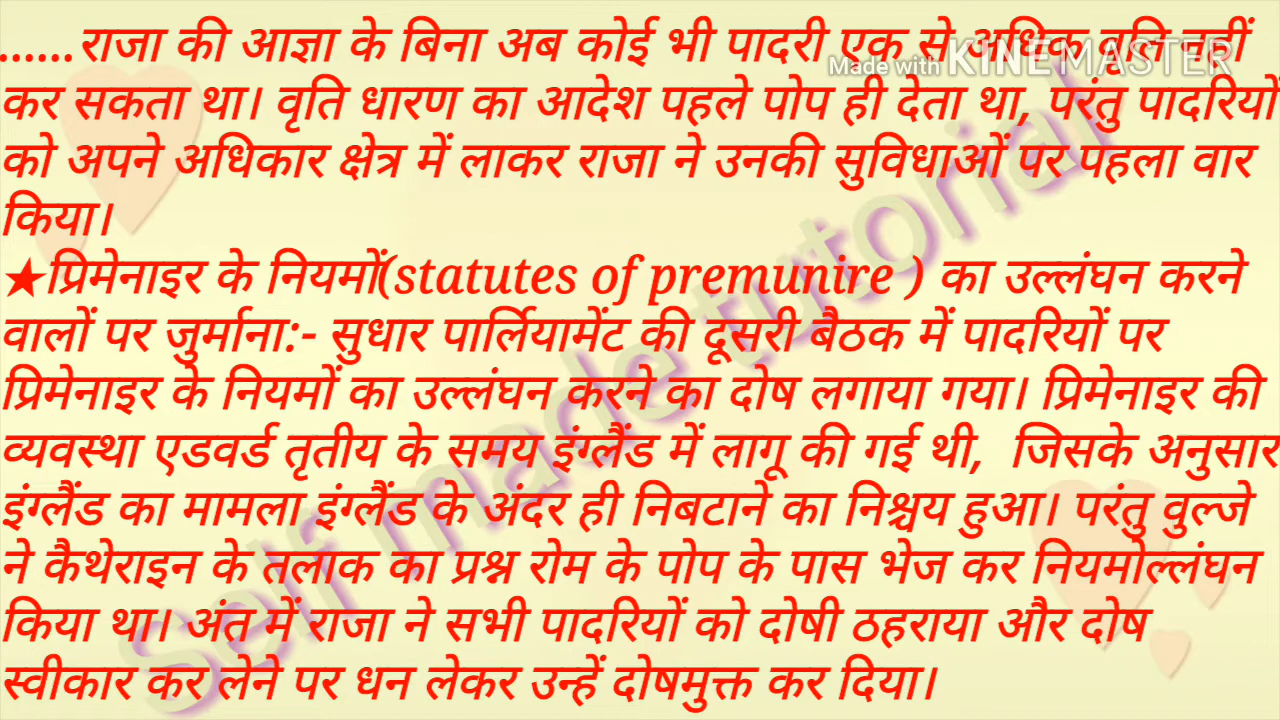 ......राजा की आज्ञा के बिना अब कोई भी पादरी एक से अधिक वृति नहीं
Made with KINEMASTER
कर सकता था। वृति धारण का आदेश पहले पोप ही देता था, परंतु पादरियों
को अपने अधिकार क्षेत्र में लाकर राजा ने उनकी सुविधाओं पर पहला वार
किया।
★प्रिमेनाइर के नियमों(statutes of premunire ) का उल्लंघन करने
वालों पर जुर्माना:- सुधार पार्लियामेंट की दूसरी बैठक में पादरियों पर
प्रिमेनाइर के नियमों का उल्लंघन करने का दोष लगाया गया। प्रिमेनाइर की
व्यवस्था एडवर्ड तृतीय के समय इंग्लैंड में लागू की गई थी, जिसके अनुसार
इंग्लैंड का मामला इंग्लैंड के अंदर ही निबटाने का निश्चय हुआ। परंतु वुल्जे
ने कैथेराइन के तलाक का प्रश्न रोम के पोप के पास भेज कर नियमोल्लंघन
किया था। अंत में राजा ने सभी पादरियों को दोषी ठहराया और दोष
स्वीकार कर लेने पर धन लेकर उन्हें दोषमुक्त कर दिया।
Self made tutorial